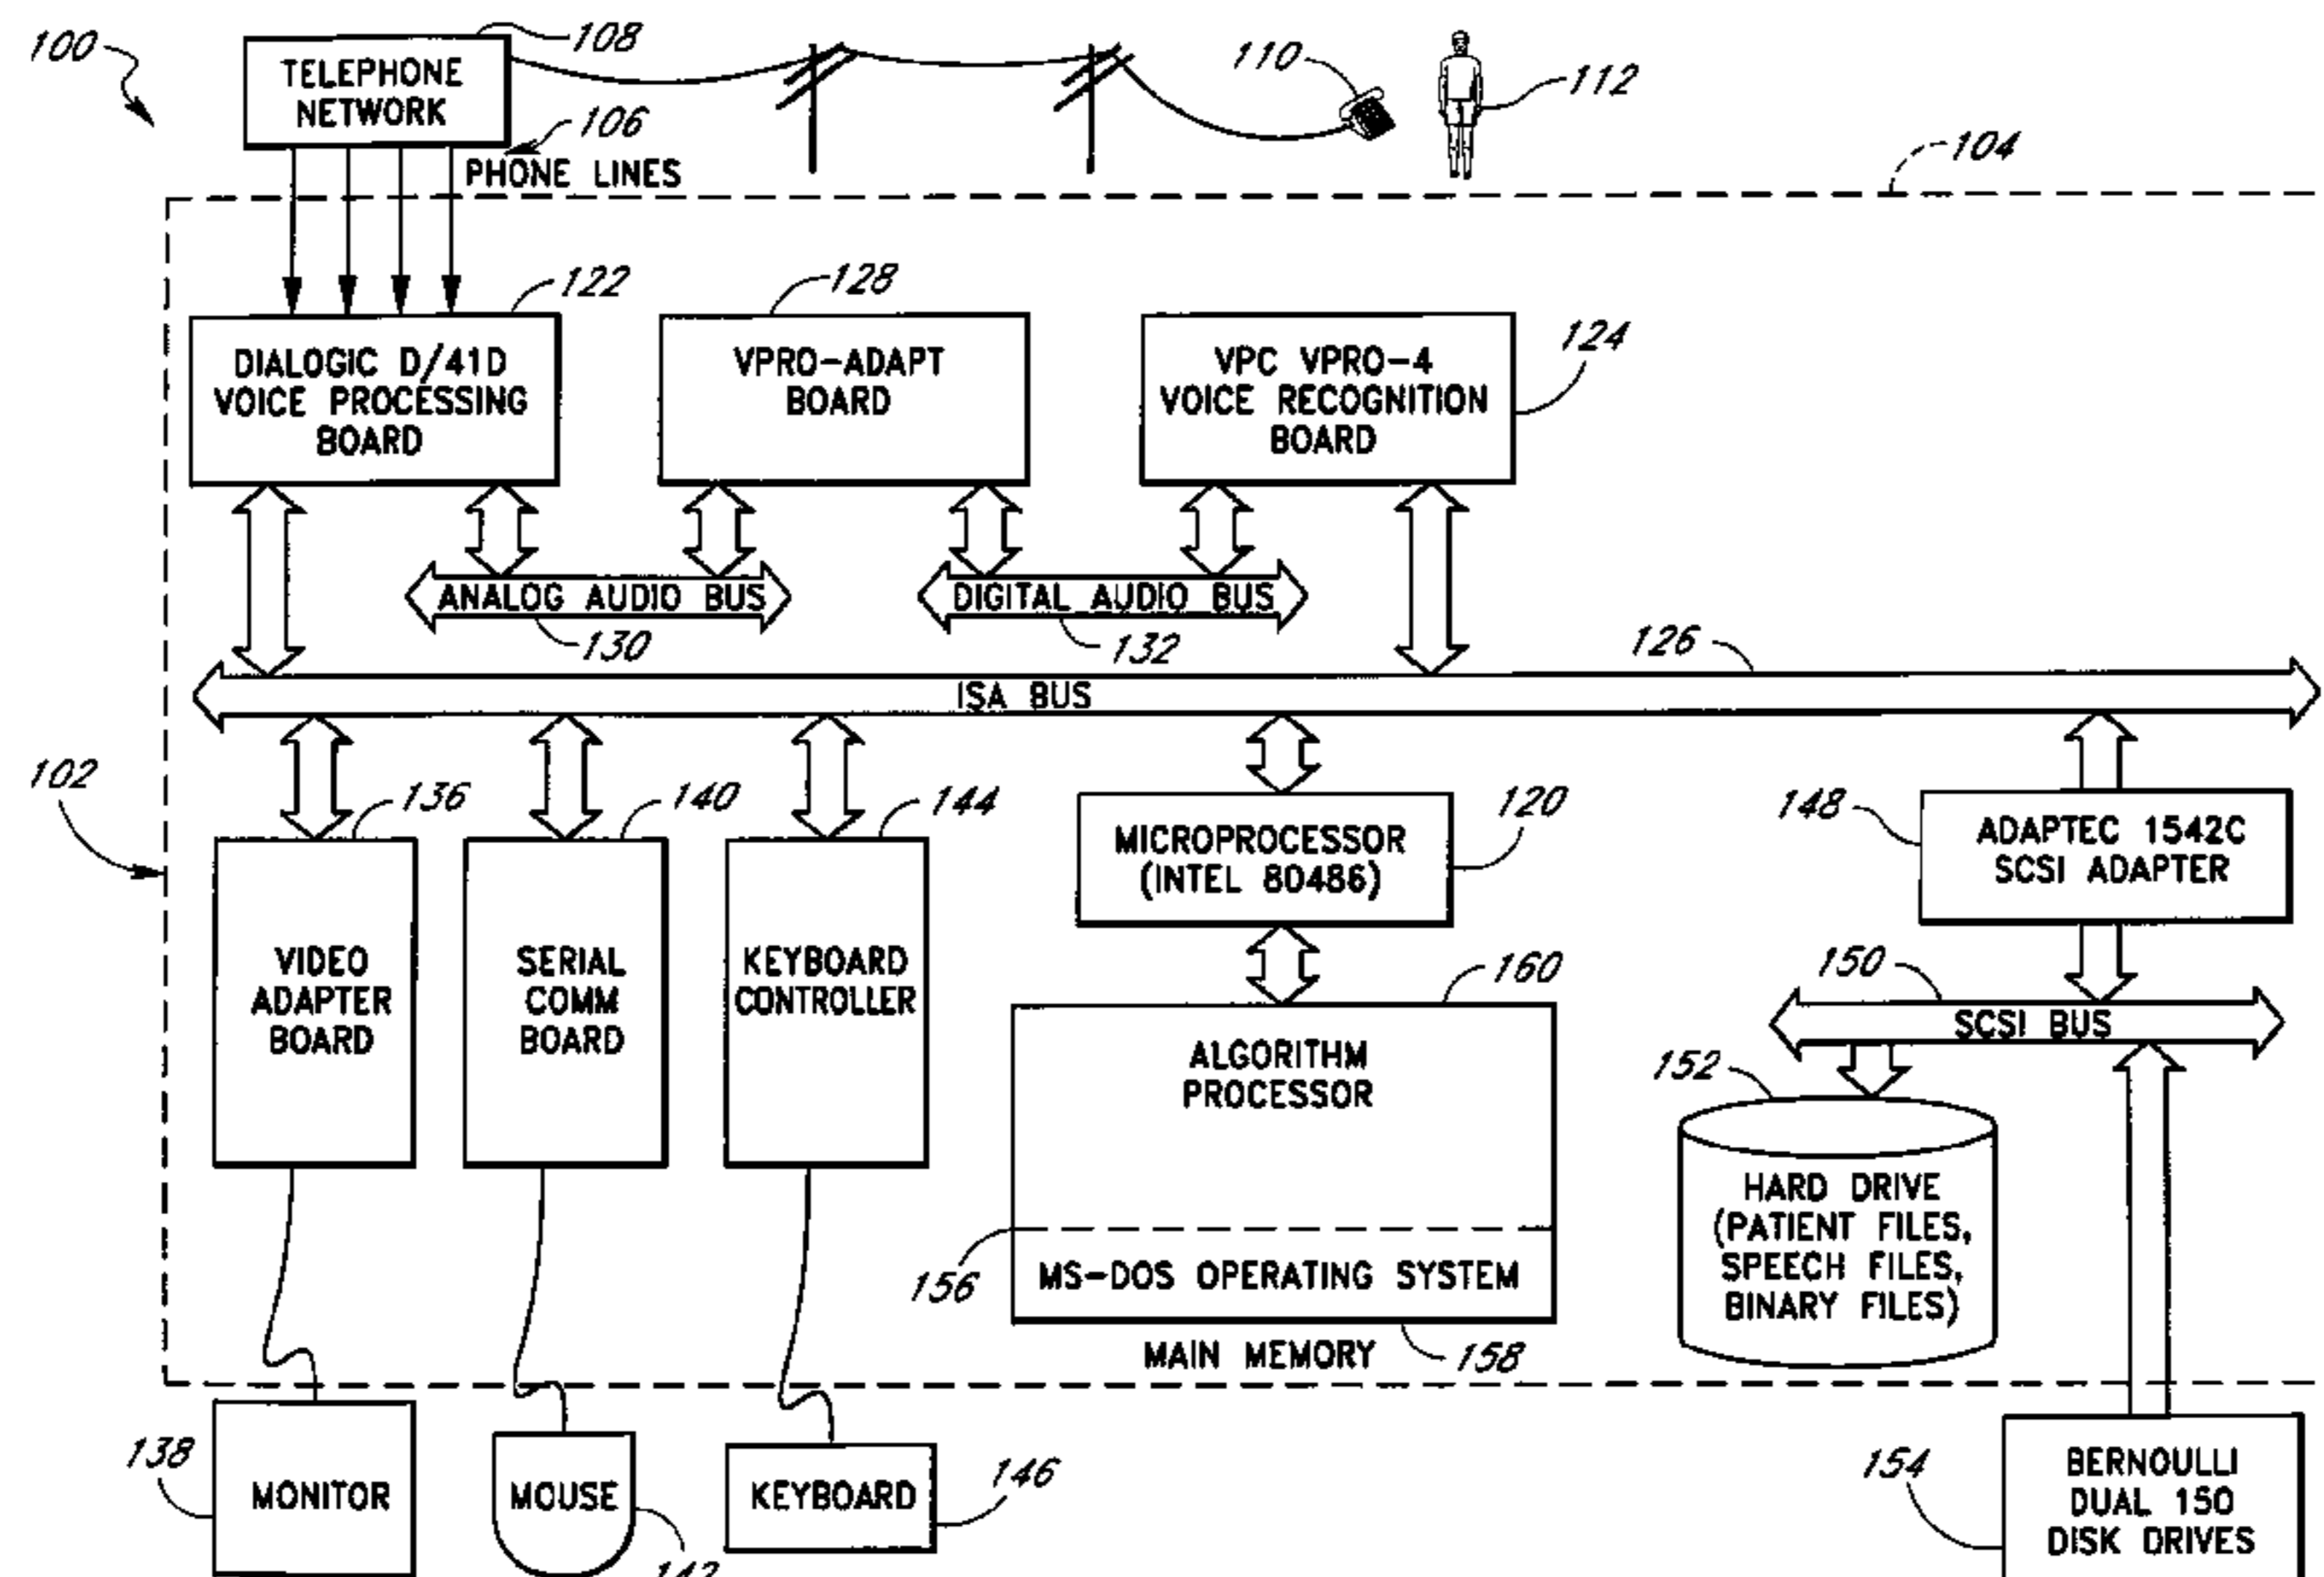 100
108
TELEPHONE
NETWORK
110
112
106
PHONE LINES
104
122
128
124
DIALOGIC D/41D
VOICE PROCESSING
BOARD
VPRO-ADAPT
BOARD
VPC VPRO-4
VOICE RECOGNITION
BOARD
ANALOG AUDIO BUS
DIGITAL AUDIO BUS
130
132
126
ISA BUS
102
136
140
144
120
148
MICROPROCESSOR
(INTEL 80486)
ADAPTEC 1542C
SCSI ADAPTER
VIDEO
ADAPTER
BOARD
SERIAL
COMM
BOARD
KEYBOARD
CONTROLLER
160
150
SCSI BUS
ALGORITHM
PROCESSOR
152
HARD DRIVE
(PATIENT FILES,
SPEECH FILES,
BINARY FILES)
156
MS-DOS OPERATING SYSTEM
MAIN MEMORY
158
138
MONITOR
MOUSE
142
KEYBOARD
146
154
BERNOULLI
DUAL 150
DISK DRIVES